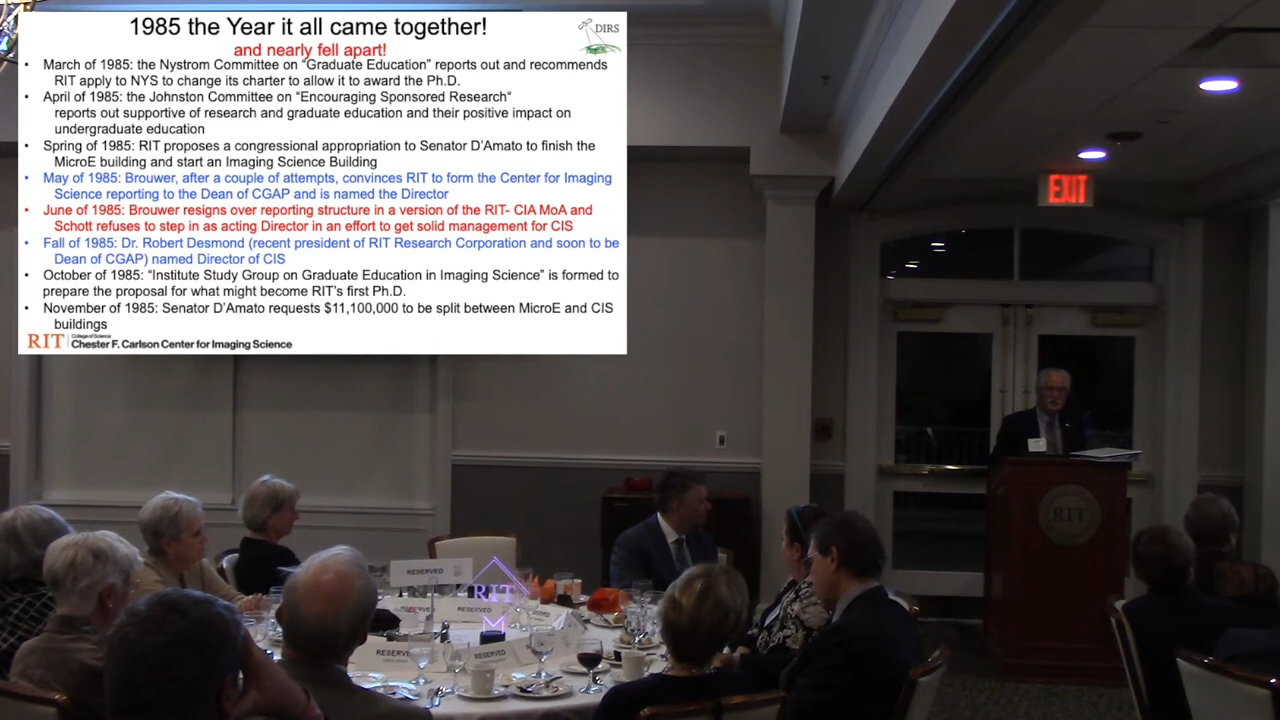 1985 the Year it all came together!
and nearly fell apart!
DIRS
• March of 1985: the Nystrom Committee on “Graduate Education” reports out and recommends
RIT apply to NYS to change its charter to allow it to award the Ph.D.
• April of 1985: the Johnston Committee on “Encouraging Sponsored Research“
reports out supportive of research and graduate education and their positive impact on
undergraduate education
• Spring of 1985: RIT proposes a congressional appropriation to Senator D’Amato to finish the
MicroE building and start an Imaging Science Building
• May of 1985: Brouwer, after a couple of attempts, convinces RIT to form the Center for Imaging
Science reporting to the Dean of CGAP and is named the Director
• June of 1985: Brouwer resigns over reporting structure in a version of the RIT- CIA MoA and
Schott refuses to step in as acting Director in an effort to get solid management for CIS
• Fall of 1985: Dr. Robert Desmond (recent president of RIT Research Corporation and soon to be
Dean of CGAP) named Director of CIS
• October of 1985: “Institute Study Group on Graduate Education in Imaging Science” is formed to
prepare the proposal for what might become RIT’s first Ph.D.
• November of 1985: Senator D’Amato requests $11,100,000 to be split between MicroE and CIS
buildings
RIT College of Science
Chester F. Carlson Center for Imaging Science
EXIT
RIT
RESERVED
RIT
RESERVED
RESERVED
RESERVED
RESERVED